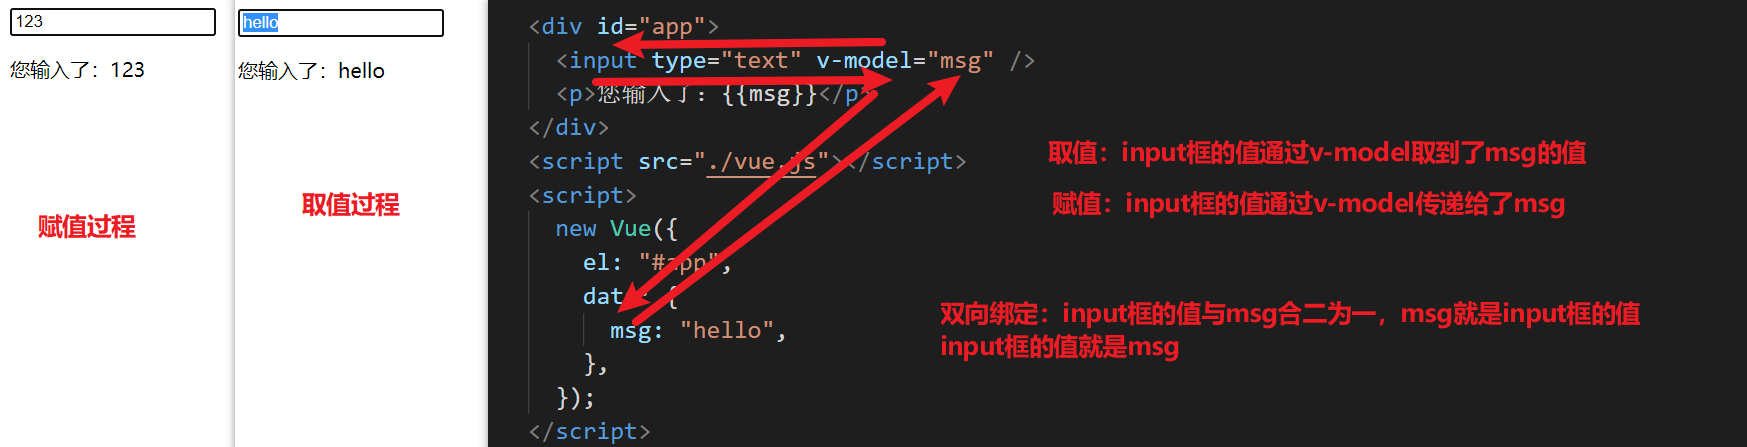 123
您输入了：123
赋值过程
hello
您输入了：hello
取值过程
<div id="app">
<input type="text" v-model="msg" />
<p>您输入了：{{msg}}</p>
</div>
<script src="./vue.js"></script>
<script>
new Vue({
el: "#app",
data: {
msg: "hello",
},
});
</script>
取值：input框的值通过v-model取到了msg的值
赋值：input框的值通过v-model传递给了msg
双向绑定：input框的值与msg合二为一，msg就是input框的值
input框的值就是msg